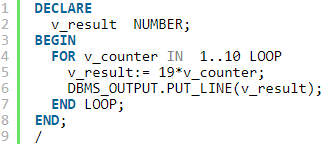 1 DECLARE
2 v_result NUMBER;
3 BEGIN
4 FOR v_counter IN 1..10 LOOP
5 v_result:= 19*v_counter;
6 DBMS_OUTPUT.PUT_LINE(v_result);
7 END LOOP;
8 END;
9 /